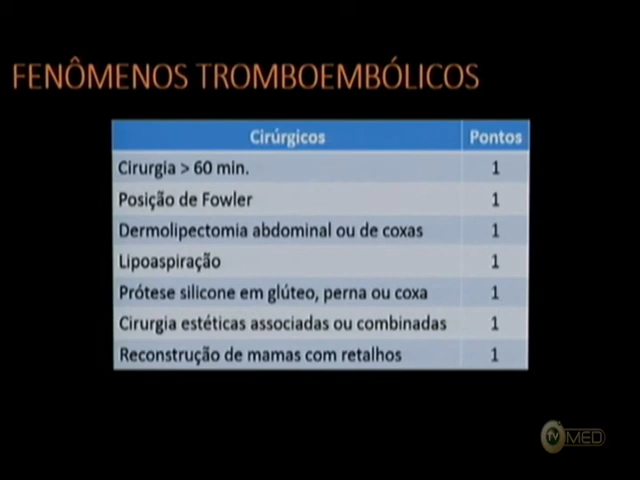 FENÔMENOS TROMBOEMBÓLICOS
Cirúrgicos Pontos
Cirurgia > 60 min. 1
Posição de Fowler 1
Dermolipectomia abdominal ou de coxas 1
Lipoaspiração 1
Prótese silicone em glúteo, perna ou coxa 1
Cirurgia estéticas associadas ou combinadas 1
Reconstrução de mamas com retalhos 1
TV MED